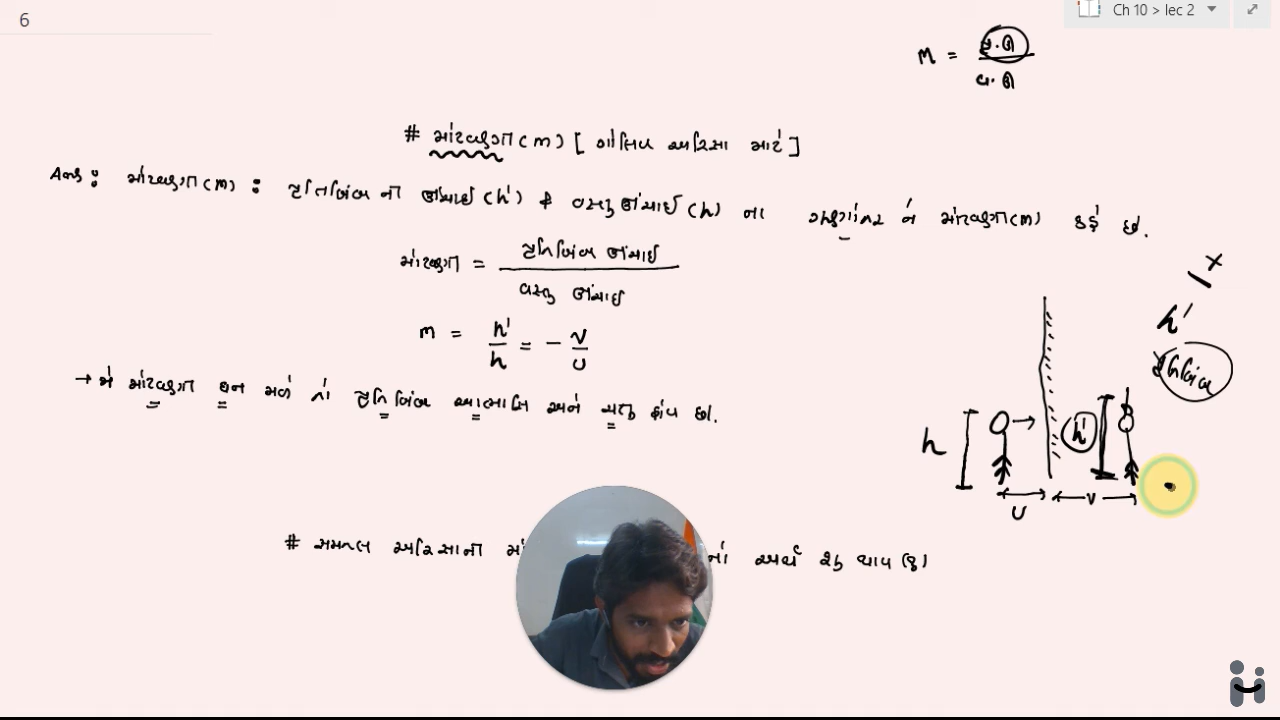 6
Ch 10 > lec 2
m = પ્ર.ઊ
વ.ઊ
# મોટવણી (m) [ ગોલિય અરિસા માટે ]
Ans: મોટવણી (m) : પ્રતિબિંબ ની ઊંચાઈ (h') & વસ્તુ ઊંચાઈ (h) ના ગુણોત્તર ને મોટવણી (m) કહે છે.
મોટવણી = પ્રતિબિંબ ઊંચાઈ
વસ્તુ ઊંચાઈ
m = h'/h = - v/u
→ જો મોટવણી ધન મળે તો પ્રતિબિંબ આભાસિ અને ચત્તુ હોય છે.
+
-
h'
પ્રતિબિંબ
h
h'
u
v
# સમતલ અરિસાની નો અર્થ શું થાય(છે)